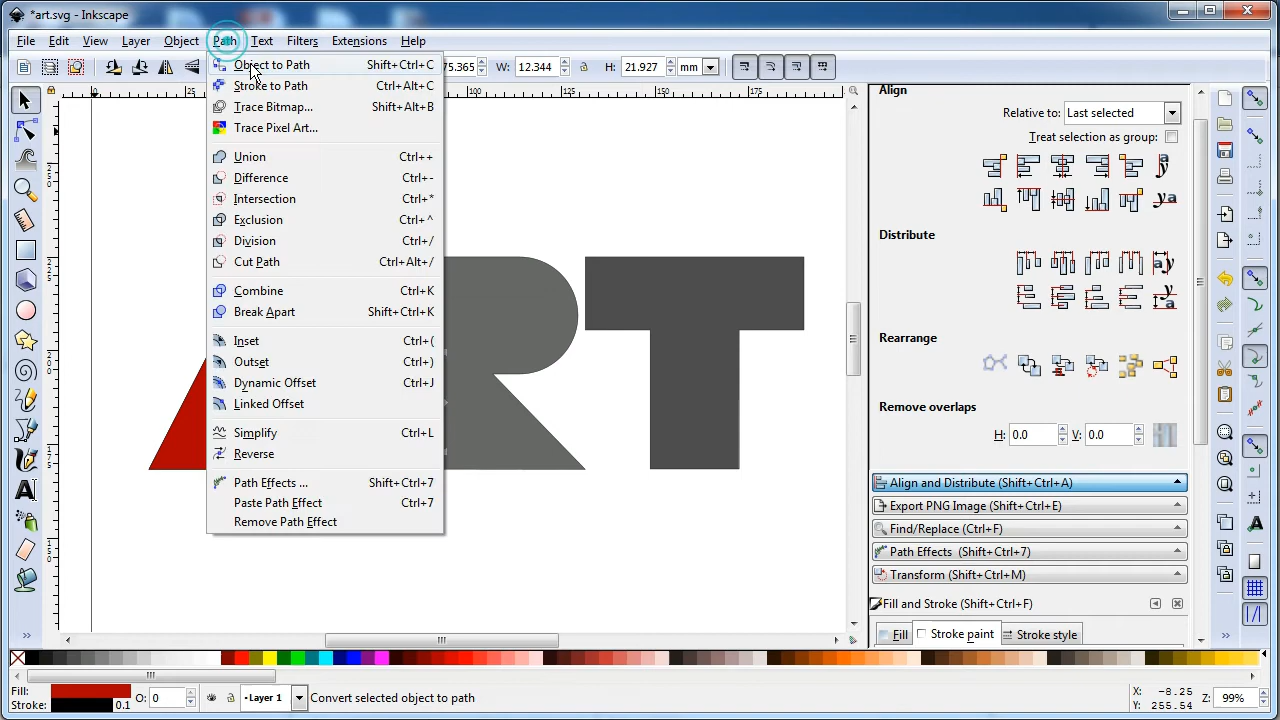 *art.svg - Inkscape
File Edit View Layer Object Path Text Filters Extensions Help
75.365 W: 12.344 H: 21.927 mm
Object to Path Shift+Ctrl+C
Stroke to Path Ctrl+Alt+C
Trace Bitmap... Shift+Alt+B
Trace Pixel Art...
Union Ctrl++
Difference Ctrl+-
Intersection Ctrl+*
Exclusion Ctrl+^
Division Ctrl+/
Cut Path Ctrl+Alt+/
Combine Ctrl+K
Break Apart Shift+Ctrl+K
Inset Ctrl+(
Outset Ctrl+)
Dynamic Offset Ctrl+J
Linked Offset
Simplify Ctrl+L
Reverse
Path Effects ... Shift+Ctrl+7
Paste Path Effect Ctrl+7
Remove Path Effect
25 100 125 150 175
RT
Align
Relative to: Last selected
Treat selection as group:
Distribute
Rearrange
Remove overlaps
H: 0.0 V: 0.0
Align and Distribute (Shift+Ctrl+A)
Export PNG Image (Shift+Ctrl+E)
Find/Replace (Ctrl+F)
Path Effects (Shift+Ctrl+7)
Transform (Shift+Ctrl+M)
Fill and Stroke (Shift+Ctrl+F)
Fill Stroke paint Stroke style
Fill:
Stroke: 0.1
O: 0
Layer 1
Convert selected object to path
X: -8.25
Y: 255.54
Z: 99%